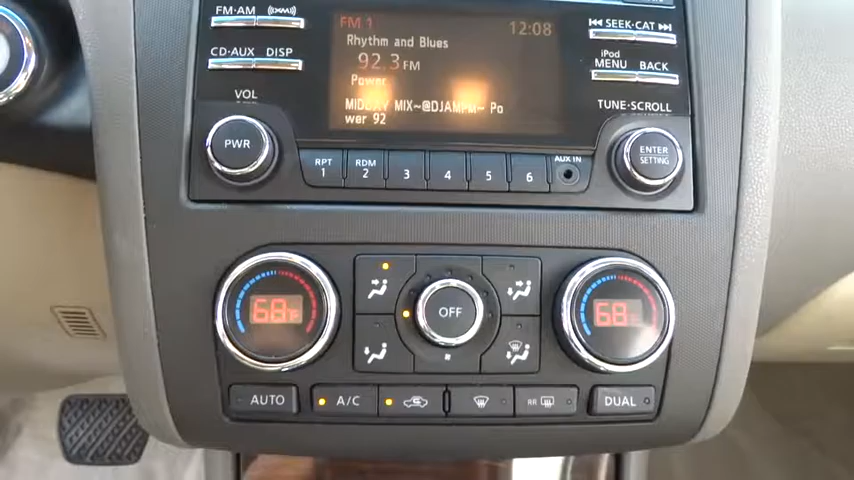 FM·AM
CD·AUX DISP
VOL
PWR
FM 1 12:08
Rhythm and Blues
92.3 FM
Power
MIDDAY MIX~@DJAMFM~ Po
wer 92
SEEK·CAT
iPod
MENU BACK
TUNE·SCROLL
ENTER
SETTING
RPT
1
RDM
2
3
4
5
6
AUX IN
68°F
OFF
68°F
AUTO
A/C
RR
DUAL